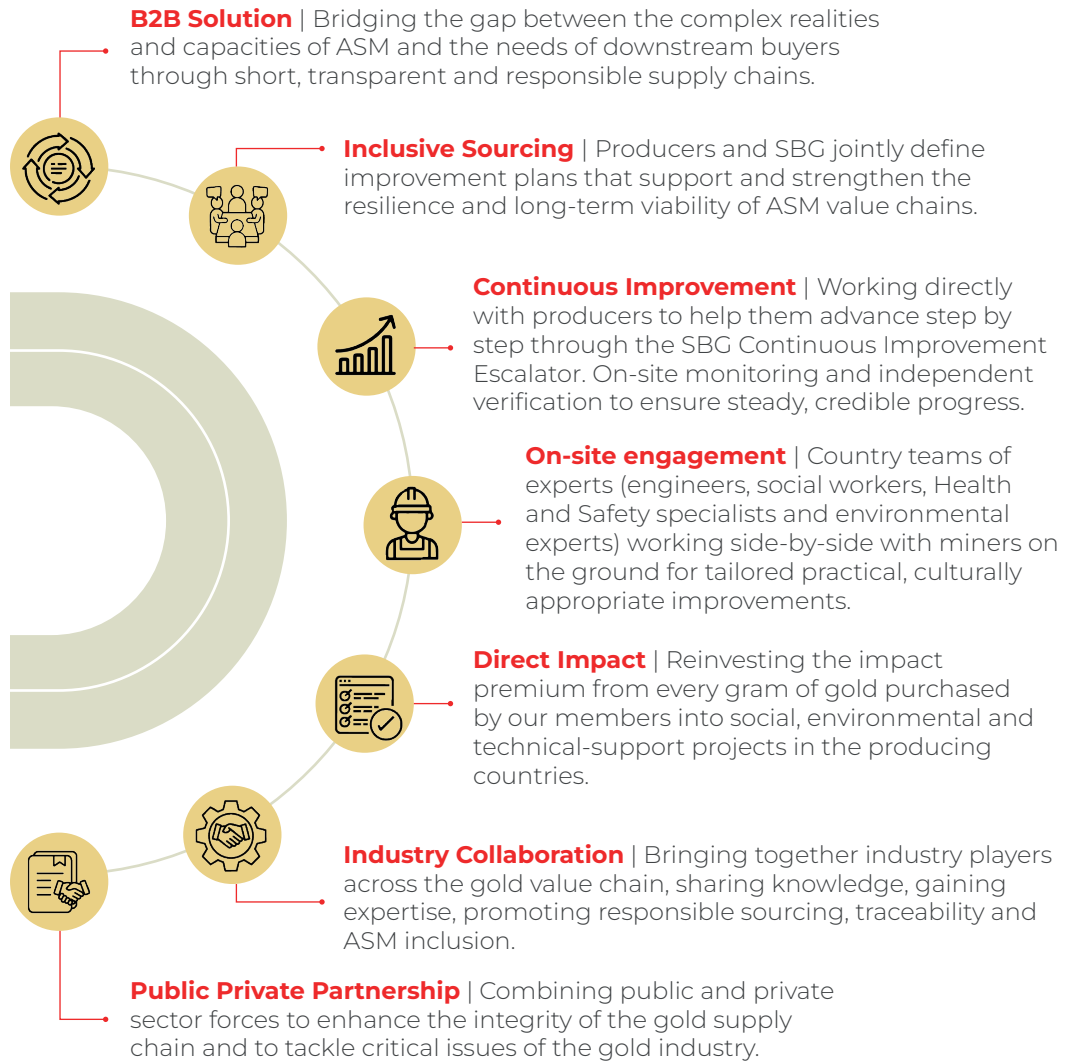 B2B Solution | Bridging the gap between the complex realities
and capacities of ASM and the needs of downstream buyers
through short, transparent and responsible supply chains.
Inclusive Sourcing | Producers and SBG jointly define
improvement plans that support and strengthen the
resilience and long-term viability of ASM value chains.
Continuous Improvement | Working directly
with producers to help them advance step by
step through the SBG Continuous Improvement
Escalator. On-site monitoring and independent
verification to ensure steady, credible progress.
On-site engagement | Country teams of
experts (engineers, social workers, Health
and Safety specialists and environmental
experts) working side-by-side with miners on
the ground for tailored practical, culturally
appropriate improvements.
Direct Impact | Reinvesting the impact
premium from every gram of gold purchased
by our members into social, environmental and
technical-support projects in the producing
countries.
Industry Collaboration | Bringing together industry players
across the gold value chain, sharing knowledge, gaining
expertise, promoting responsible sourcing, traceability and
ASM inclusion.
Public Private Partnership | Combining public and private
sector forces to enhance the integrity of the gold supply
chain and to tackle critical issues of the gold industry.